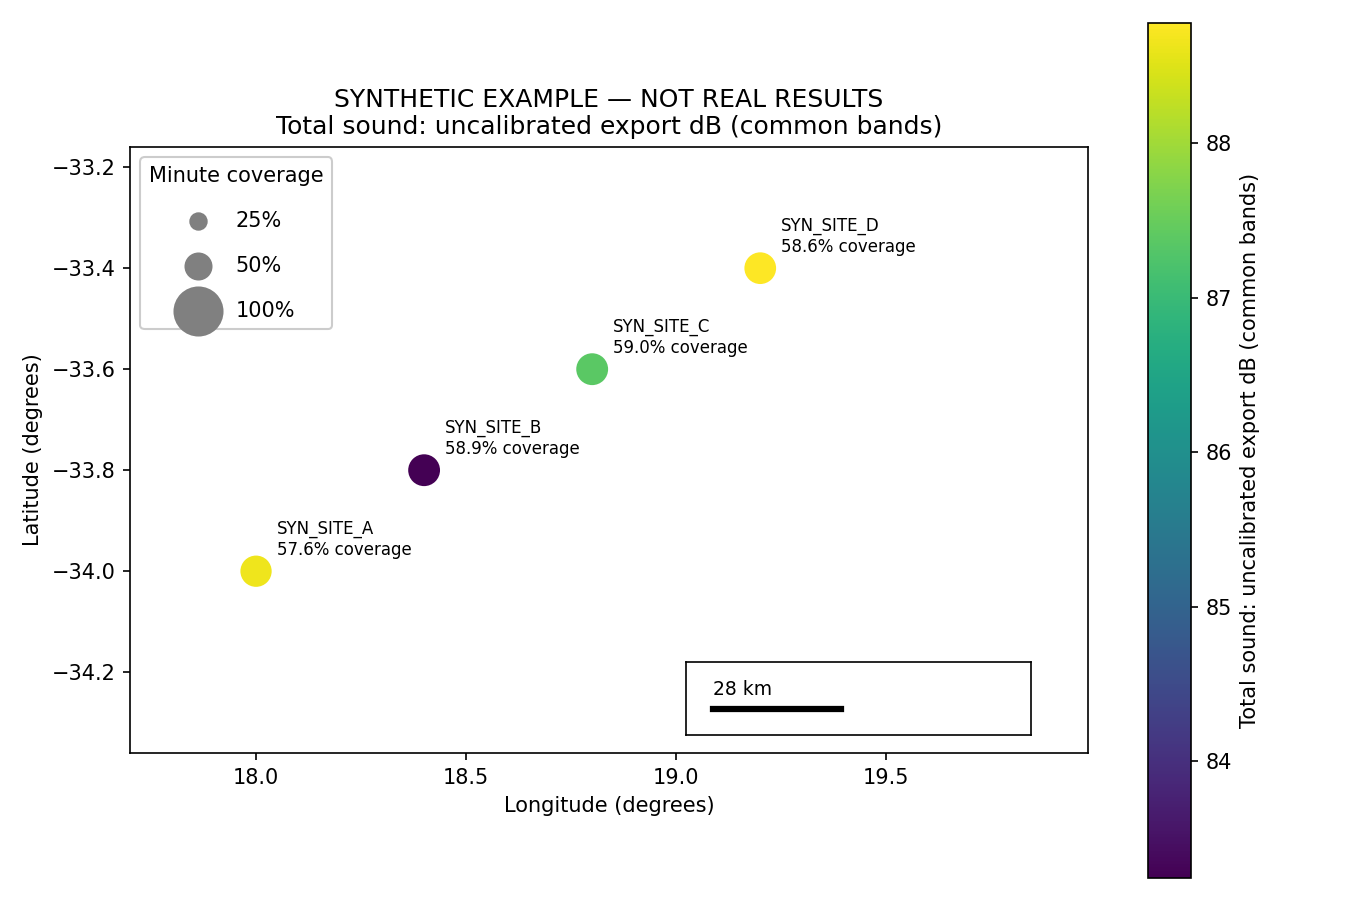 SYNTHETIC EXAMPLE — NOT REAL RESULTS
Total sound: uncalibrated export dB (common bands)
Minute coverage
25%
50%
100%
SYN_SITE_D
58.6% coverage
SYN_SITE_C
59.0% coverage
SYN_SITE_B
58.9% coverage
SYN_SITE_A
57.6% coverage
28 km
−33.2
−33.4
−33.6
−33.8
−34.0
−34.2
Latitude (degrees)
18.0
18.5
19.0
19.5
Longitude (degrees)
88
87
86
85
84
Total sound: uncalibrated export dB (common bands)